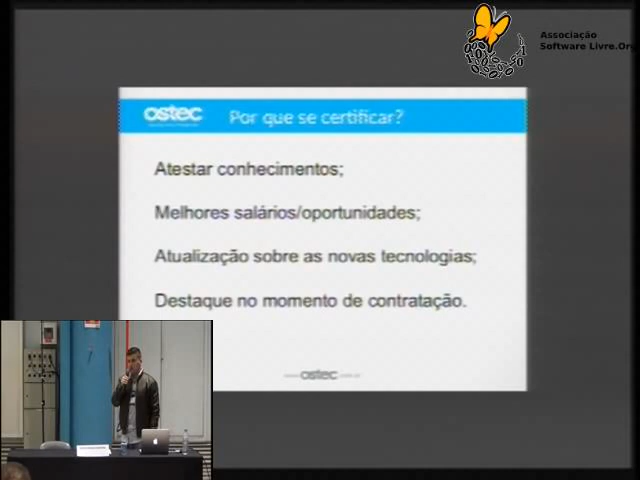 Associação
Software Livre.Org
ostec
Por que se certificar?
Atestar conhecimentos;
Melhores salários/oportunidades;
Atualização sobre as novas tecnologias;
Destaque no momento de contratação.
ostec